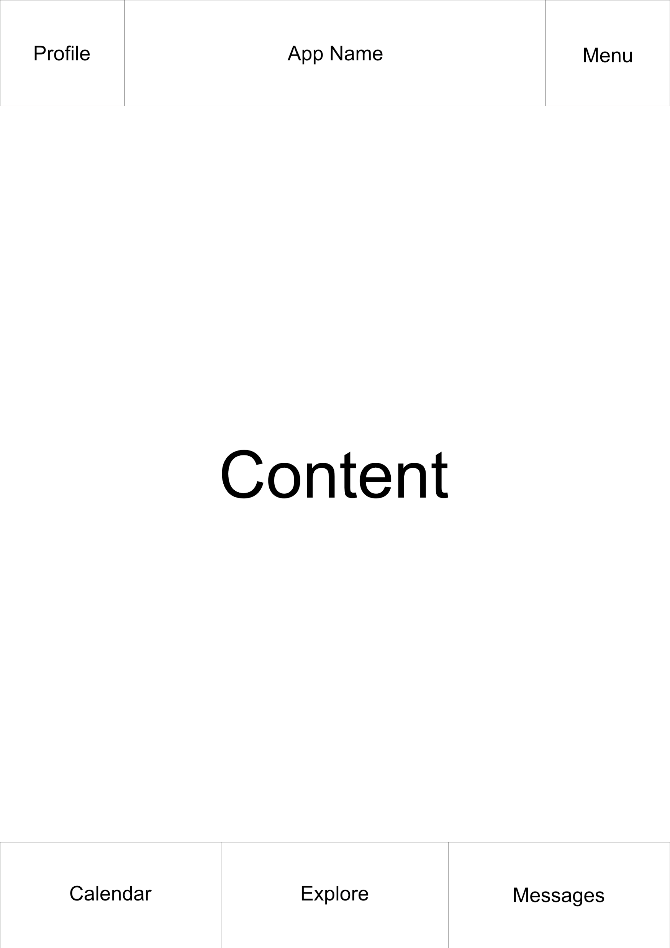 Profile
App Name
Menu
Content
Calendar
Explore
Messages